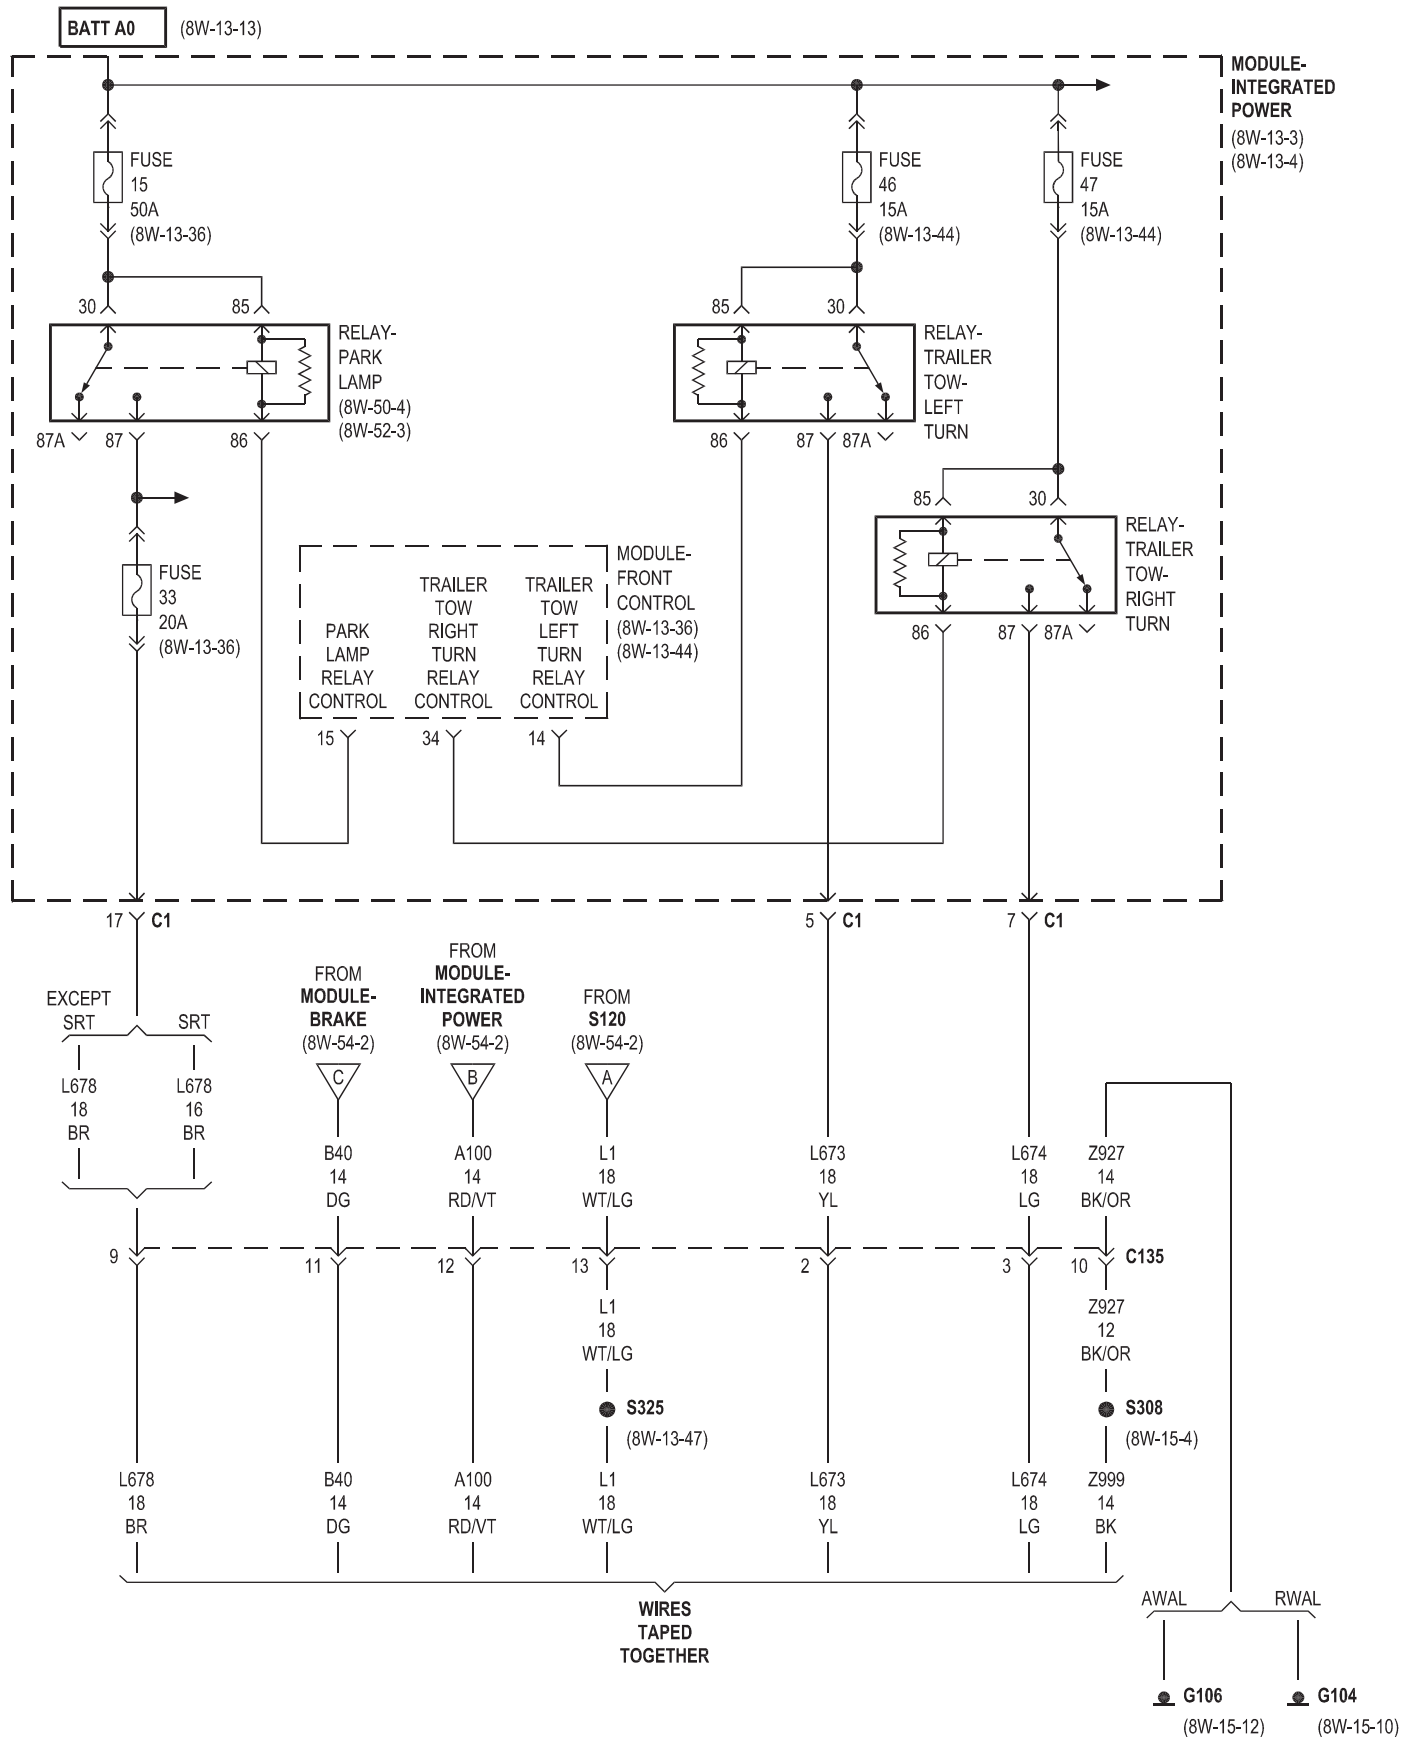 BATT A0 (8W-13-13)
MODULE-
INTEGRATED
POWER
(8W-13-3)
(8W-13-4)
FUSE
15
50A
(8W-13-36)
FUSE
46
15A
(8W-13-44)
FUSE
47
15A
(8W-13-44)
30 85
RELAY-
PARK
LAMP
(8W-50-4)
(8W-52-3)
87A 87 86
85 30
RELAY-
TRAILER
TOW-
LEFT
TURN
86 87 87A
85 30
RELAY-
TRAILER
TOW-
RIGHT
TURN
86 87 87A
FUSE
33
20A
(8W-13-36)
MODULE-
FRONT
CONTROL
(8W-13-36)
(8W-13-44)
PARK
LAMP
RELAY
CONTROL
TRAILER
TOW
RIGHT
TURN
RELAY
CONTROL
TRAILER
TOW
LEFT
TURN
RELAY
CONTROL
15 34 14
17 C1
5 C1
7 C1
EXCEPT
SRT
SRT
L678
18
BR
L678
16
BR
FROM
MODULE-
BRAKE
(8W-54-2)
C
FROM
MODULE-
INTEGRATED
POWER
(8W-54-2)
B
FROM
S120
(8W-54-2)
A
B40
14
DG
A100
14
RD/VT
L1
18
WT/LG
L673
18
YL
L674
18
LG
Z927
14
BK/OR
9 11 12 13 2 3 10 C135
L1
18
WT/LG
Z927
12
BK/OR
S325
(8W-13-47)
S308
(8W-15-4)
L678
18
BR
B40
14
DG
A100
14
RD/VT
L1
18
WT/LG
L673
18
YL
L674
18
LG
Z999
14
BK
WIRES
TAPED
TOGETHER
AWAL RWAL
G106
(8W-15-12)
G104
(8W-15-10)